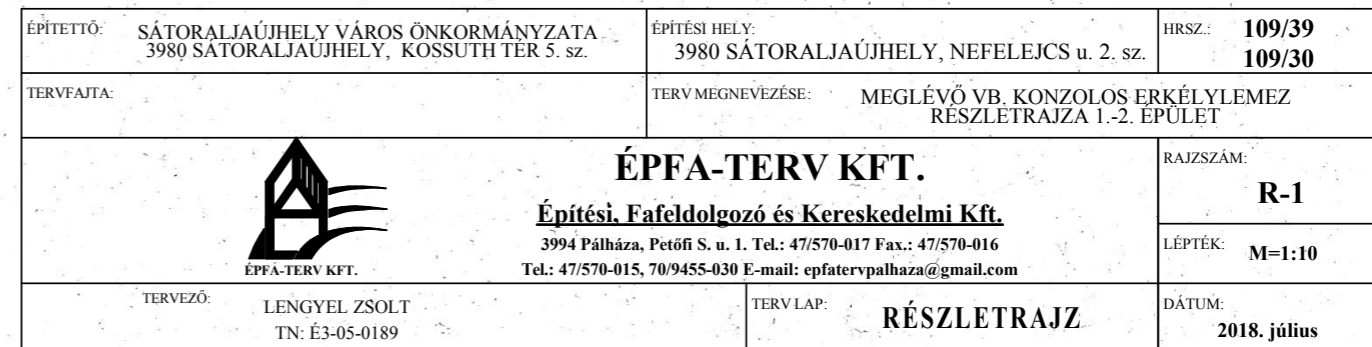 ÉPÍTETTŐ: SÁTORALJAÚJHELY VÁROS ÖNKORMÁNYZATA
3980 SÁTORALJAÚJHELY, KOSSUTH TÉR 5. sz.
ÉPÍTÉSI HELY:
3980 SÁTORALJAÚJHELY, NEFELEJCS u. 2. sz.
HRSZ.: 109/39
109/30
TERVFAJTA:
TERV MEGNEVEZÉSE: MEGLÉVŐ VB. KONZOLOS ERKÉLYLEMEZ
RÉSZLETRAJZA 1.-2. ÉPÜLET
ÉPFA-TERV KFT.
ÉPFA-TERV KFT.
Építési, Fafeldolgozó és Kereskedelmi Kft.
3994 Pálháza, Petőfi S. u. 1. Tel.: 47/570-017 Fax.: 47/570-016
Tel.: 47/570-015, 70/9455-030 E-mail: epfatervpalhaza@gmail.com
RAJZSZÁM:
R-1
LÉPTÉK: M=1:10
TERVEZŐ: LENGYEL ZSOLT
TN: É3-05-0189
TERV LAP: RÉSZLETRAJZ
DÁTUM:
2018. július